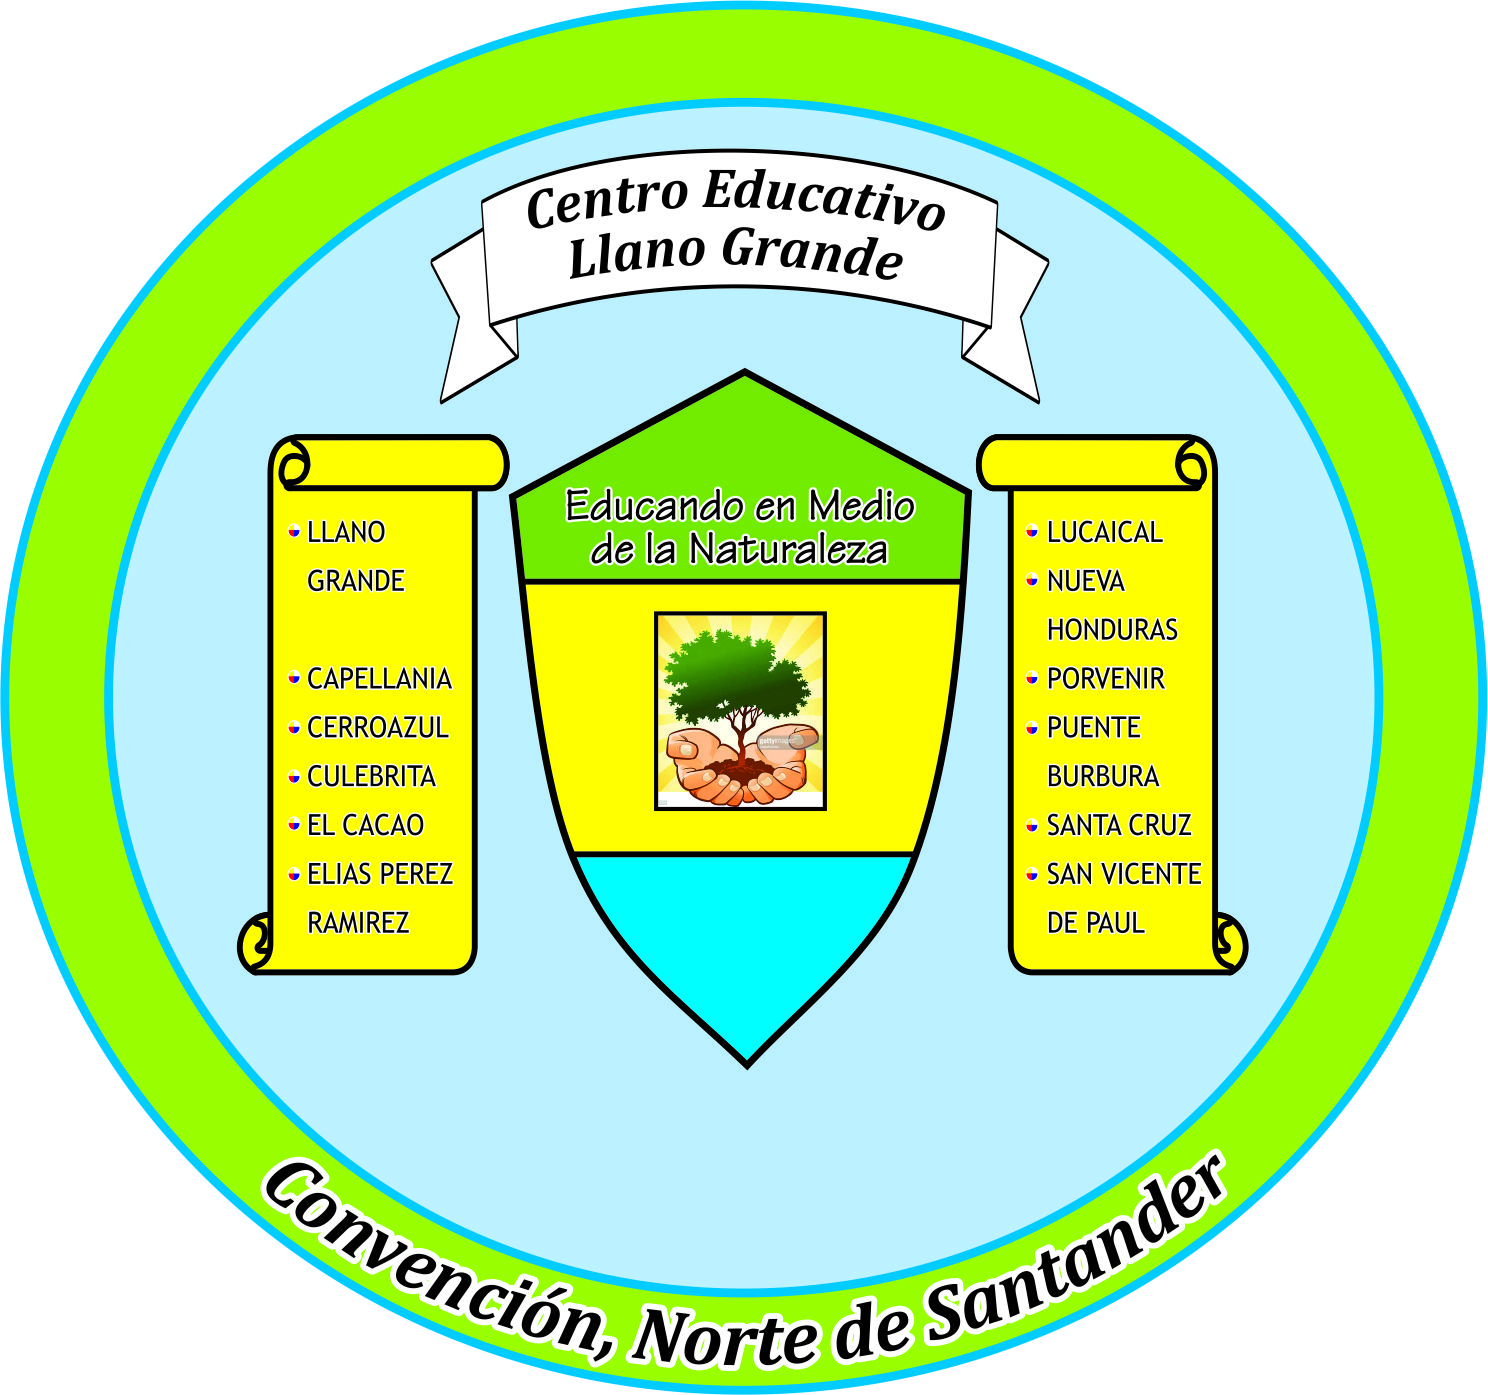 Centro Educativo
Llano Grande
Educando en Medio
de la Naturaleza
LLANO
GRANDE
CAPELLANIA
CERROAZUL
CULEBRITA
EL CACAO
ELIAS PEREZ
RAMIREZ
LUCAICAL
NUEVA
HONDURAS
PORVENIR
PUENTE
BURBURA
SANTA CRUZ
SAN VICENTE
DE PAUL
gettyimages
Convención, Norte de Santander